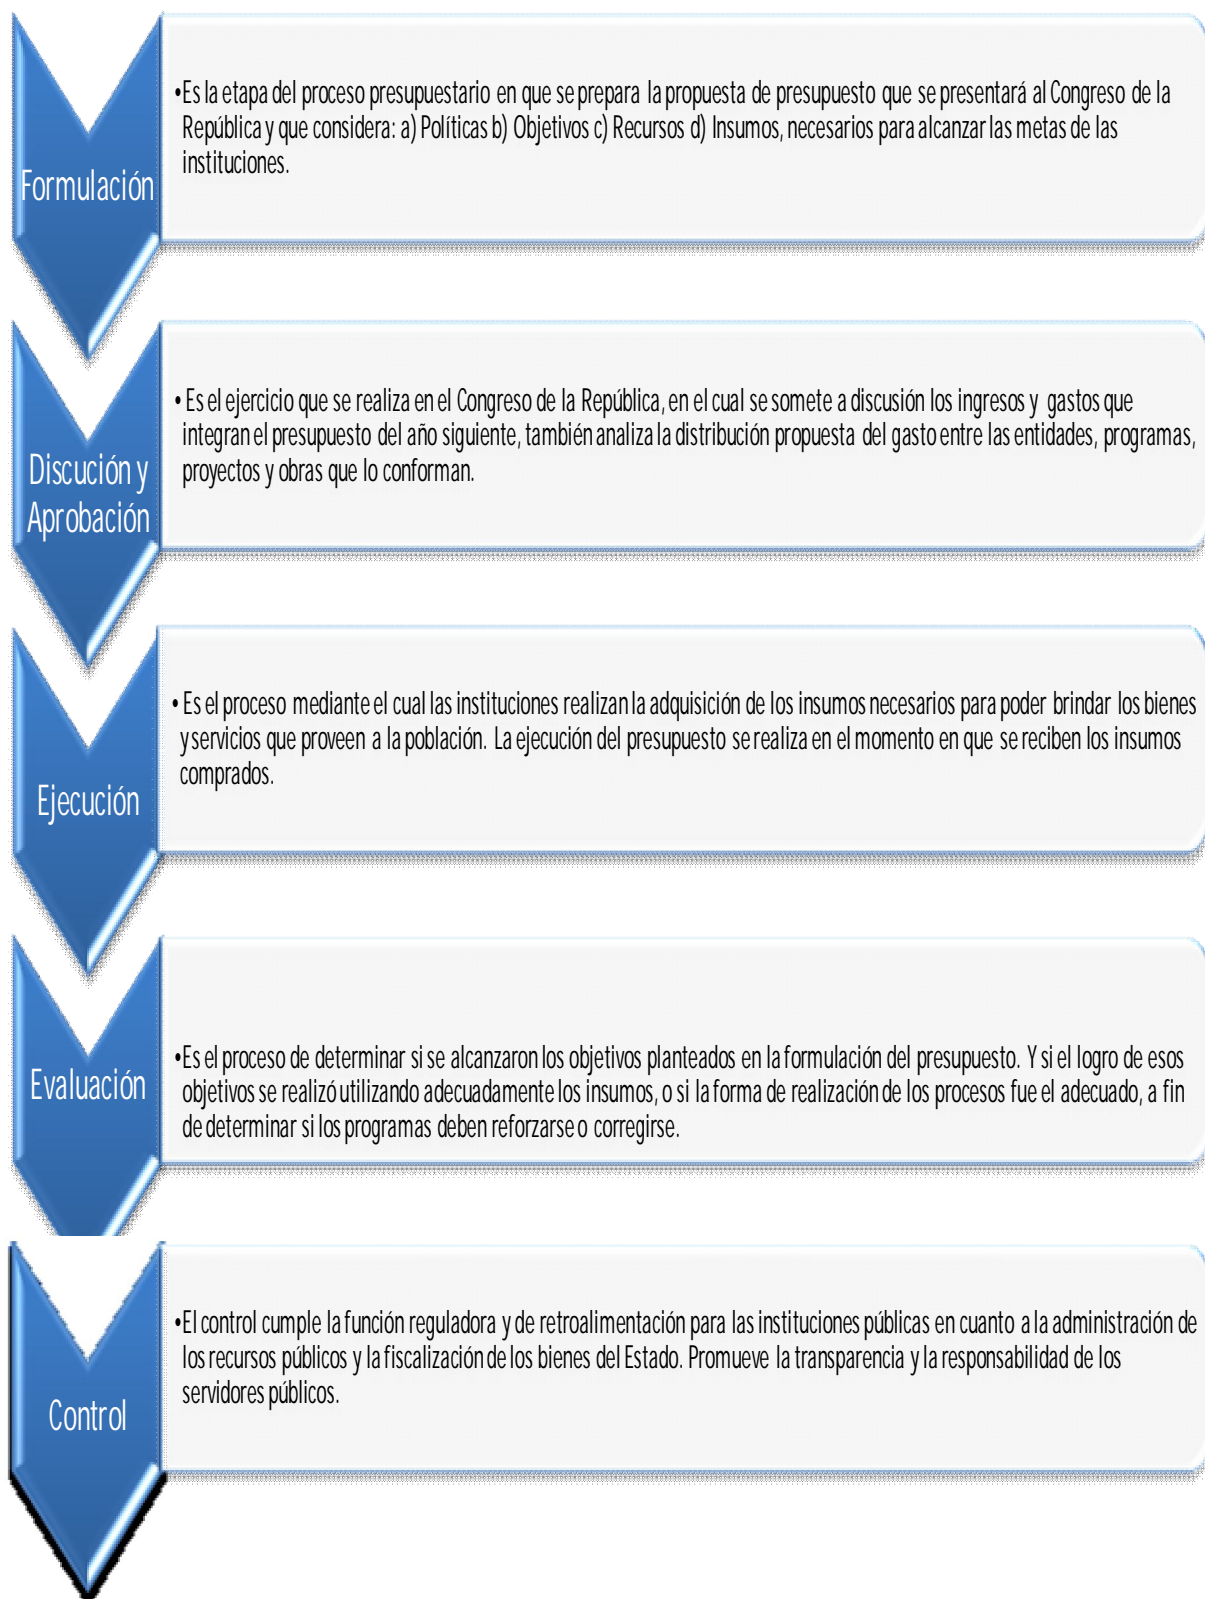 Formulación
•Es la etapa del proceso presupuestario en que se prepara la propuesta de presupuesto que se presentará al Congreso de la
República y que considera: a) Políticas b) Objetivos c) Recursos d) Insumos, necesarios para alcanzar las metas de las
instituciones.
Discución y
Aprobación
• Es el ejercicio que se realiza en el Congreso de la República, en el cual se somete a discusión los ingresos y gastos que
integran el presupuesto del año siguiente, también analiza la distribución propuesta del gasto entre las entidades, programas,
proyectos y obras que lo conforman.
Ejecución
• Es el proceso mediante el cual las instituciones realizan la adquisición de los insumos necesarios para poder brindar los bienes
y servicios que proveen a la población. La ejecución del presupuesto se realiza en el momento en que se reciben los insumos
comprados.
Evaluación
•Es el proceso de determinar si se alcanzaron los objetivos planteados en la formulación del presupuesto. Y si el logro de esos
objetivos se realizó utilizando adecuadamente los insumos, o si la forma de realización de los procesos fue el adecuado, a fin
de determinar si los programas deben reforzarse o corregirse.
Control
•El control cumple la función reguladora y de retroalimentación para las instituciones públicas en cuanto a la administración de
los recursos públicos y la fiscalización de los bienes del Estado. Promueve la transparencia y la responsabilidad de los
servidores públicos.